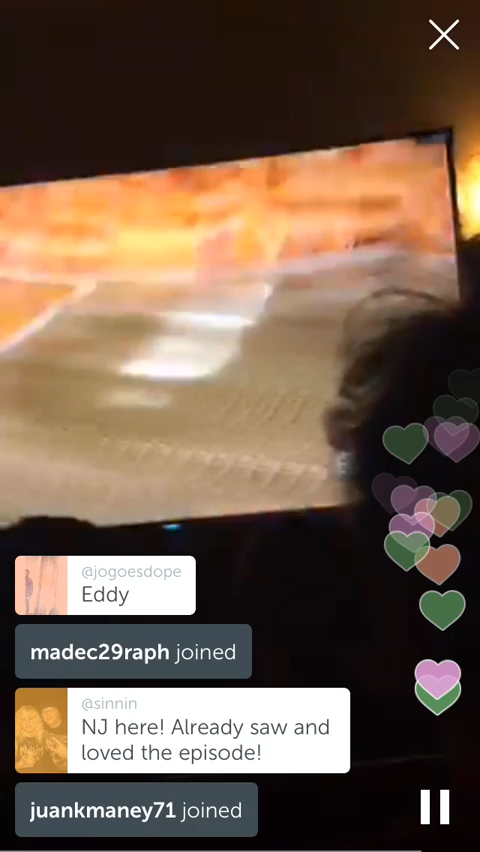 @jogoesdope
Eddy
madec29raph joined
@sinnin
NJ here! Already saw and
loved the episode!
juankmaney71 joined